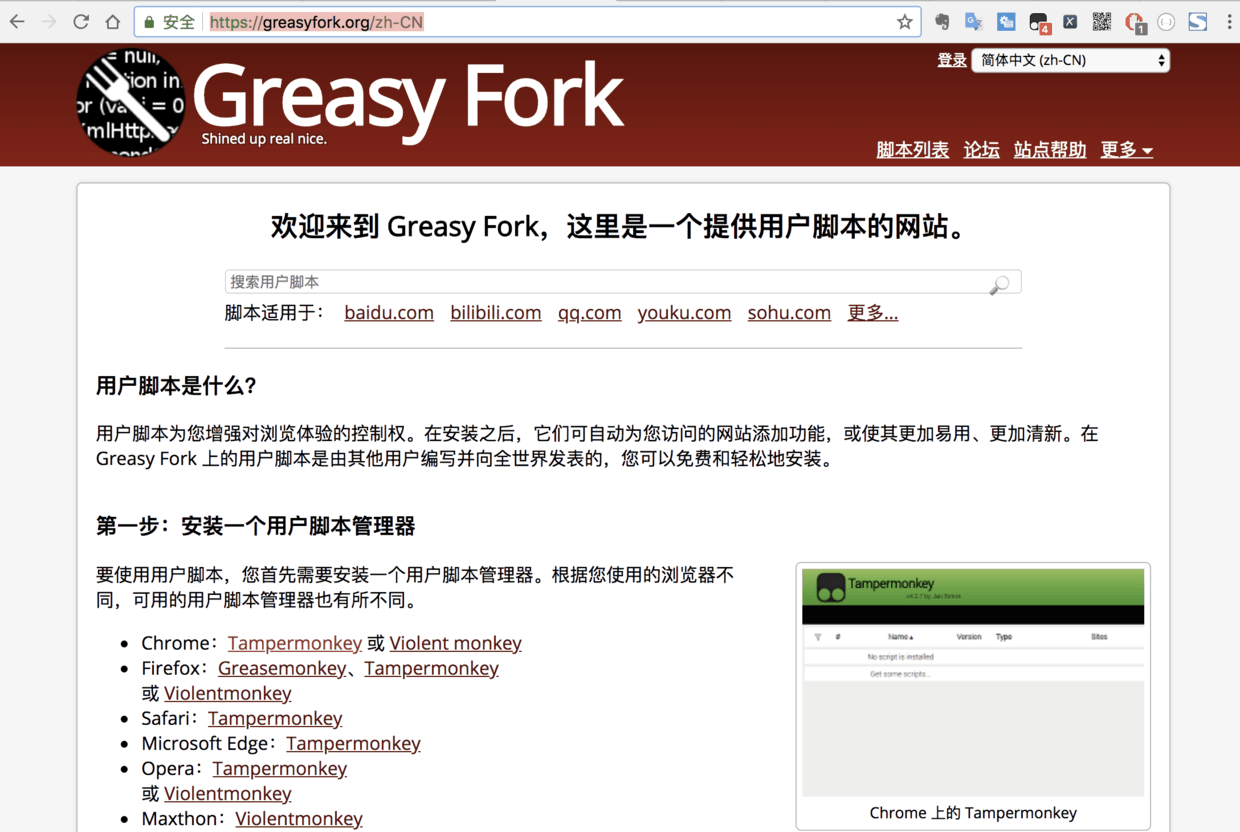 安全 https://greasyfork.org/zh-CN
4
1
null,
ion in
or (va i = 0
mlHttp
Greasy Fork
Shined up real nice.
登录 简体中文 (zh-CN)
脚本列表 论坛 站点帮助 更多
欢迎来到 Greasy Fork，这里是一个提供用户脚本的网站。
搜索用户脚本
脚本适用于： baidu.com bilibili.com qq.com youku.com sohu.com 更多...
用户脚本是什么?
用户脚本为您增强对浏览体验的控制权。在安装之后，它们可自动为您访问的网站添加功能，或使其更加易用、更加清新。在
Greasy Fork 上的用户脚本是由其他用户编写并向全世界发表的，您可以免费和轻松地安装。
第一步：安装一个用户脚本管理器
要使用用户脚本，您首先需要安装一个用户脚本管理器。根据您使用的浏览器不
同，可用的用户脚本管理器也有所不同。
Chrome：Tampermonkey 或 Violent monkey
Firefox：Greasemonkey、Tampermonkey
或 Violentmonkey
Safari：Tampermonkey
Microsoft Edge：Tampermonkey
Opera：Tampermonkey
或 Violentmonkey
Maxthon：Violentmonkey
Tampermonkey
# Name Version Type Sites
No script is installed
Get some scripts...
Chrome 上的 Tampermonkey